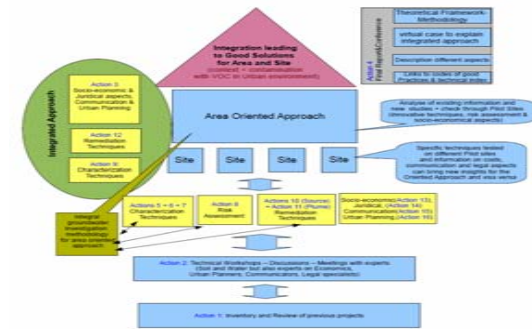 Theoretical Framework-
Methodology
virtual case to explain
integrated approach
Description different aspects
Links to codes of good
Practices & technical index
Action 4
Final Report&Conference
Integration leading
to Good Solutions
for Area and Site
(context + contamination
with VOC in Urban environment)
Integrated Approach
Action 3
Socio-economic &
Juridical aspects,
Communication &
Urban Planning
Action 12
Remediation
Techniques
Action 9:
Characterization
Techniques
Area Oriented Approach
Analyse of existing information and
new studies + check through Pilot Sites
(innovative techniques, risk assessment &
socio-economical aspects)
Site
Site
Site
Site
Specific techniques tested
on different Pilot sites
and information on costs,
communication and legal aspects
can bring new insights for the
Oriented Approach and visa verse
Integral
groundwater
investigation
methodology
for area oriented
approach
Actions 5 + 6 + 7
Characterization
Techniques
Action 8
Risk
Assessment
Actions 10 (Source)
+ Action 11 (Plume)
Remediation
Techniques
Socio-economic(Action 13),
Juridical, (Action 14)
Communication(Action 15)
Urban Planning,(Action 16)
Action 2: Technical Workshops – Discussions – Meetings with experts
(Soil and Water but also experts on Economics,
Urban Planners, Communicators, Legal specialists)
Action 1: Inventory and Review of previous projects